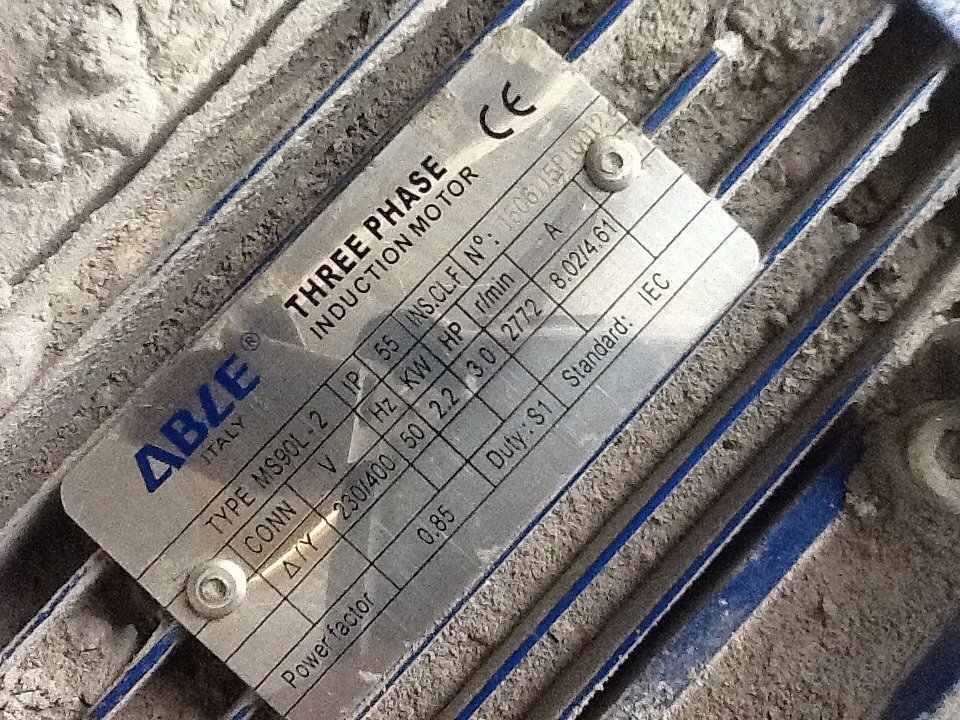 ABLE®
ITALY
THREE PHASE
INDUCTION MOTOR
CE
TYPE MS90L-2 IP 55 INS.CL.F N°:
CONN V Hz KW HP r/min A
Δ/Y 230/400 50 2.2 3.0 2772 8.02/4.61
Power factor 0.85 Duty: S1 Standard: IEC